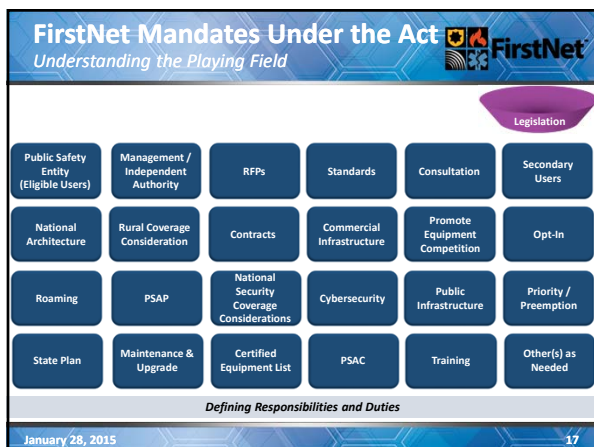 FirstNet Mandates Under the Act
Understanding the Playing Field
FirstNet
Legislation
Public Safety
Entity
(Eligible Users)
Management /
Independent
Authority
RFPs
Standards
Consultation
Secondary
Users
National
Architecture
Rural Coverage
Consideration
Contracts
Commercial
Infrastructure
Promote
Equipment
Competition
Opt-In
Roaming
PSAP
National
Security
Coverage
Considerations
Cybersecurity
Public
Infrastructure
Priority /
Preemption
State Plan
Maintenance &
Upgrade
Certified
Equipment List
PSAC
Training
Other(s) as
Needed
Defining Responsibilities and Duties
January 28, 2015
17